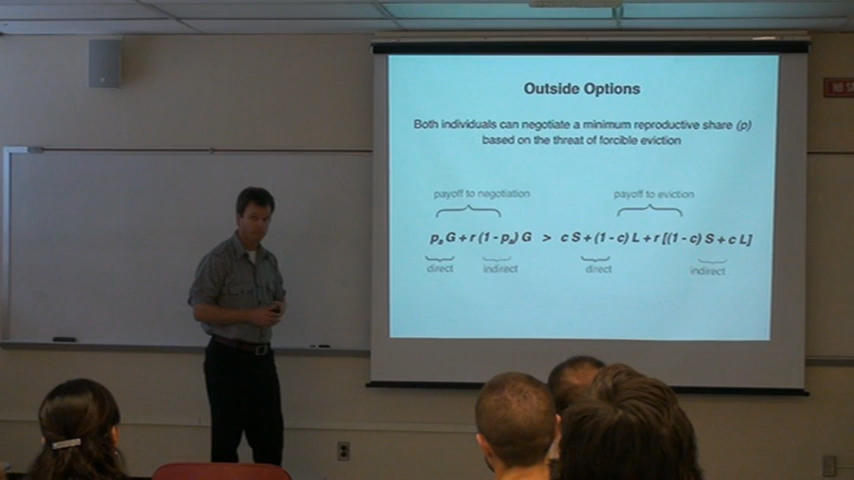 Outside Options
Both individuals can negotiate a minimum reproductive share (p)
based on the threat of forcible eviction
payoff to negotiation
payoff to eviction
pₐ G + r (1 - pₐ) G > c S + (1 - c) L + r [(1 - c) S + c L]
direct indirect direct indirect
NO